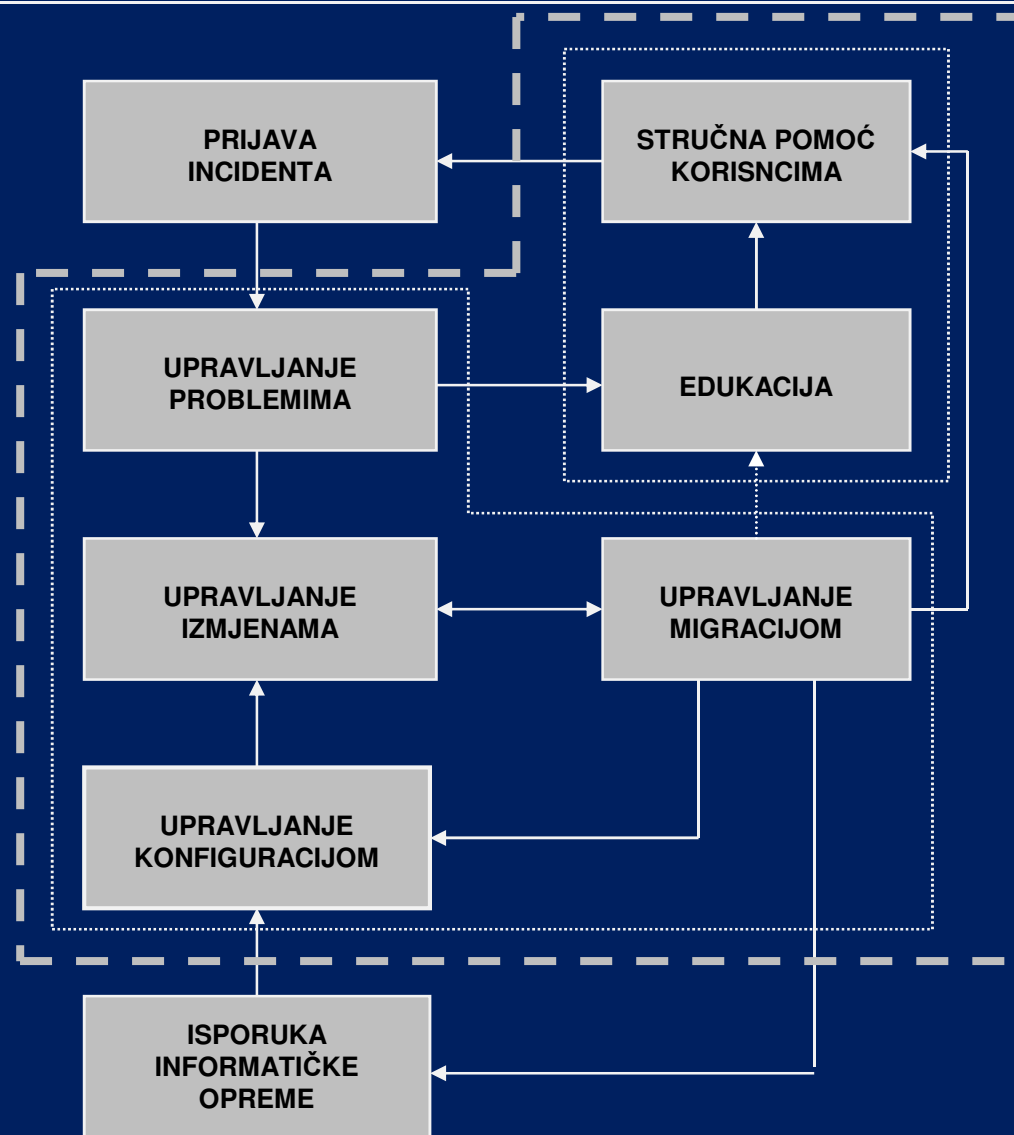 PRIJAVA
INCIDENTA
STRUČNA POMOĆ
KORISNCIMA
UPRAVLJANJE
PROBLEMIMA
EDUKACIJA
UPRAVLJANJE
IZMJENAMA
UPRAVLJANJE
MIGRACIJOM
UPRAVLJANJE
KONFIGURACIJOM
ISPORUKA
INFORMATIČKE
OPREME